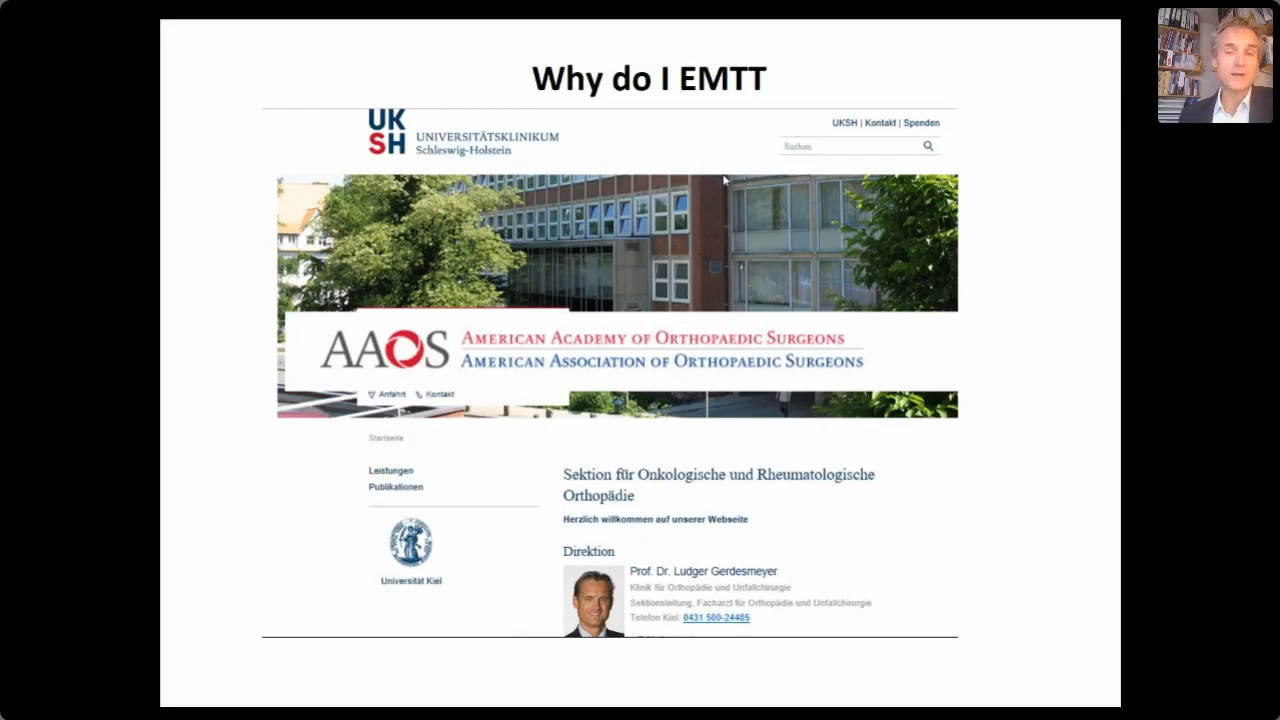 Why do I EMTT
UK
SH
UNIVERSITÄTSKLINIKUM
Schleswig-Holstein
UKSH | Kontakt | Spenden
Suchen
AAOS
AMERICAN ACADEMY OF ORTHOPAEDIC SURGEONS
AMERICAN ASSOCIATION OF ORTHOPAEDIC SURGEONS
Anfahrt Kontakt
Startseite
Leistungen
Publikationen
Universität Kiel
Sektion für Onkologische und Rheumatologische
Orthopädie
Herzlich willkommen auf unserer Webseite
Direktion
Prof. Dr. Ludger Gerdesmeyer
Klinik für Orthopädie und Unfallchirurgie
Sektionsleitung, Facharzt für Orthopädie und Unfallchirurgie
Telefon Kiel: 0431 500-24485